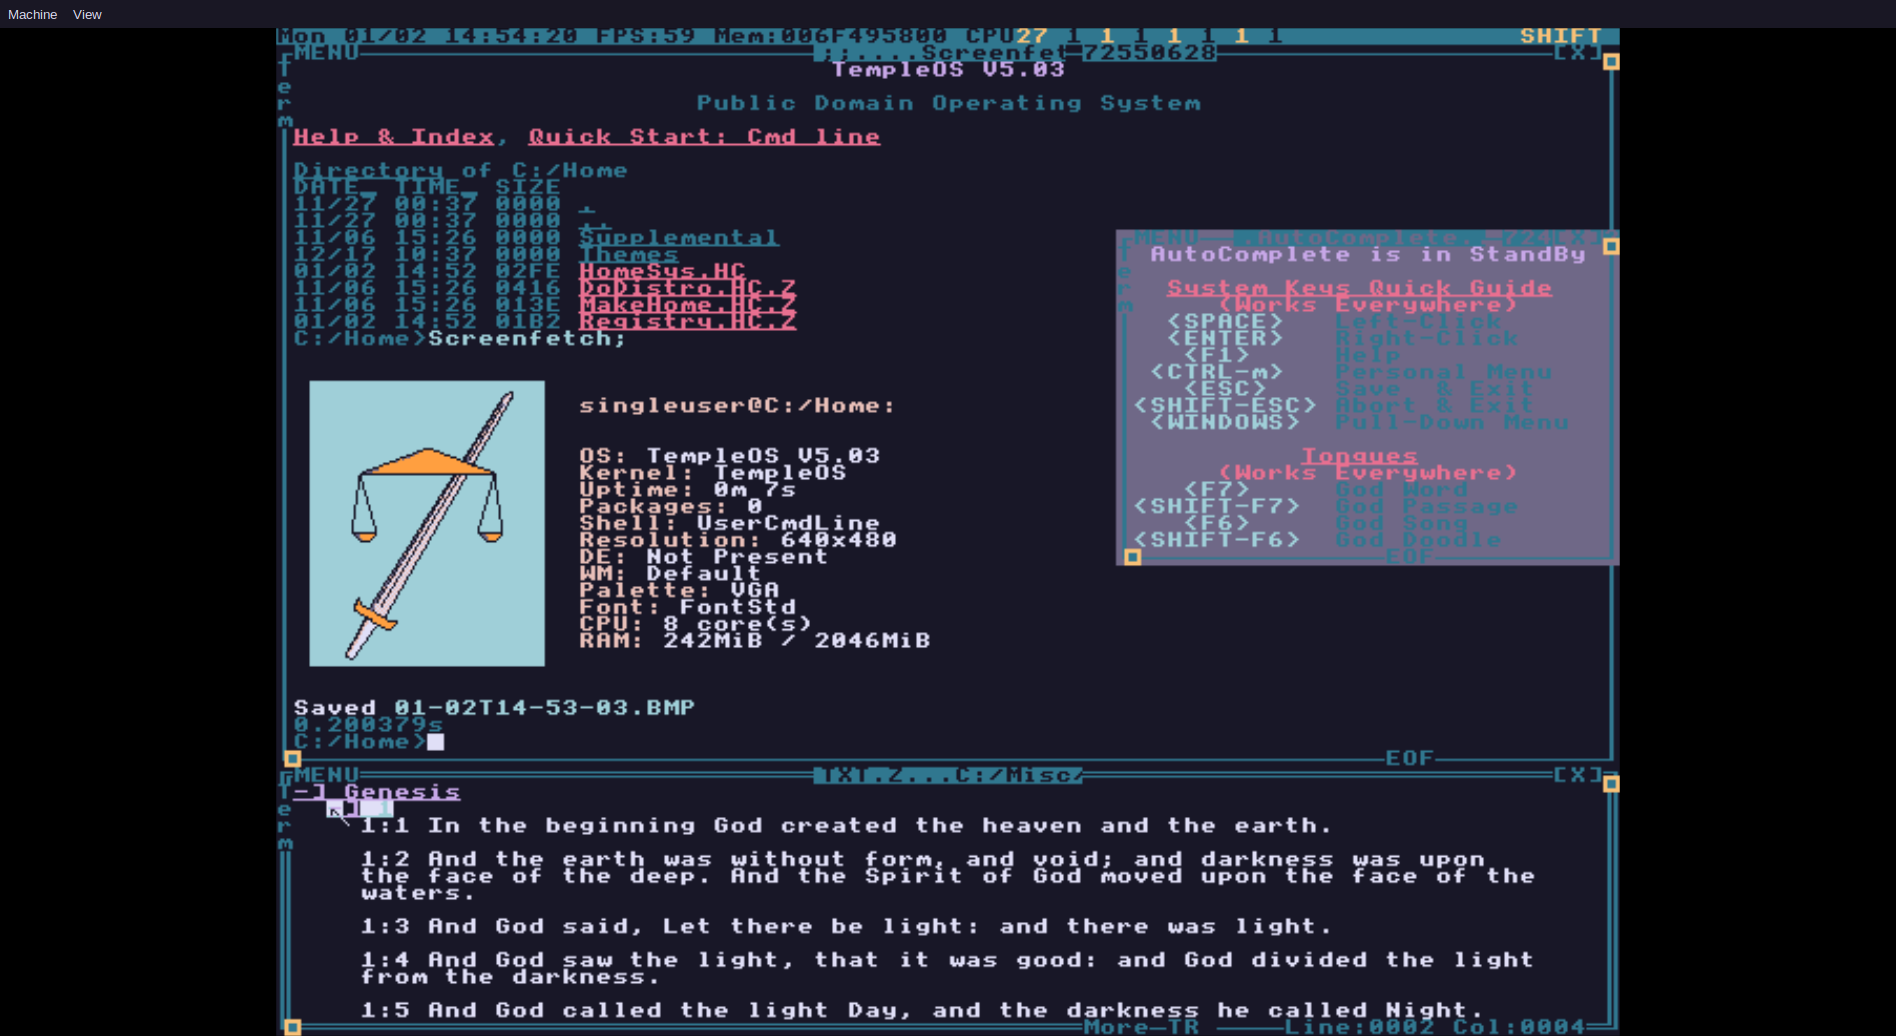 Machine View
Mon 01/02 14:54:20 FPS:59 Mem:006F495800 CPU27 1 1 1 1 1 1 1 SHIFT
MENU ;;....Screenfet 72550628 [X]
Term
TempleOS V5.03
Public Domain Operating System
Help & Index, Quick Start: Cmd line
Directory of C:/Home
DATE_ TIME_ SIZE
11/27 00:37 0000 .
11/27 00:37 0000 ..
11/06 15:26 0000 Supplemental
12/17 10:37 0000 Themes
01/02 14:52 02FE HomeSys.HC
11/06 15:26 0416 DoDistro.HC.Z
11/06 15:26 013E MakeHome.HC.Z
01/02 14:52 01B2 Registry.HC.Z
C:/Home>Screenfetch;
singleuser@C:/Home:
OS: TempleOS V5.03
Kernel: TempleOS
Uptime: 0m 7s
Packages: 0
Shell: UserCmdLine
Resolution: 640x480
DE: Not Present
WM: Default
Palette: VGA
Font: FontStd
CPU: 8 core(s)
RAM: 242MiB / 2046MiB
Saved 01-02T14-53-03.BMP
0.200379s
C:/Home>
EOF
MENU .AutoComplete. 724[X]
Term
AutoComplete is in StandBy
System Keys Quick Guide
(Works Everywhere)
<SPACE> Left-Click
<ENTER> Right-Click
<F1> Help
<CTRL-m> Personal Menu
<ESC> Save & Exit
<SHIFT-ESC> Abort & Exit
<WINDOWS> Pull-Down Menu
Tongues
(Works Everywhere)
<F7> God Word
<SHIFT-F7> God Passage
<F6> God Song
<SHIFT-F6> God Doodle
EOF
MENU TXT.Z...C:/Misc/ [X]
Term
-] Genesis
-] 1
1:1 In the beginning God created the heaven and the earth.
1:2 And the earth was without form, and void; and darkness was upon
the face of the deep. And the Spirit of God moved upon the face of the
waters.
1:3 And God said, Let there be light: and there was light.
1:4 And God saw the light, that it was good: and God divided the light
from the darkness.
1:5 And God called the light Day, and the darkness he called Night.
More-TR Line:0002 Col:0004